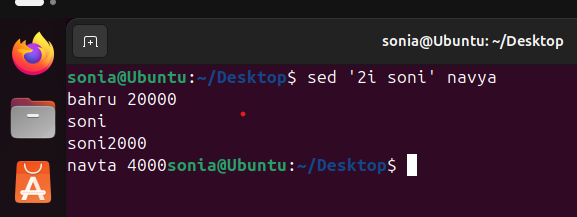 sonia@Ubuntu: ~/Desktop
sonia@Ubuntu:~/Desktop$ sed '2i soni' navya
bahru 20000
soni
soni2000
navta 4000sonia@Ubuntu:~/Desktop$